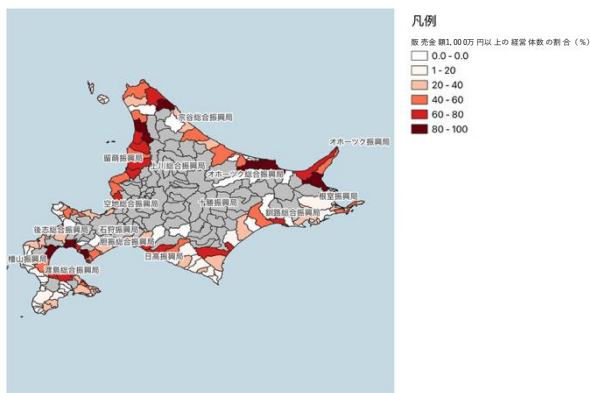 凡例
販売金額1,000万円以上の経営体数の割合（%）
0.0 - 0.0
1 - 20
20 - 40
40 - 60
60 - 80
80 - 100
宗谷総合振興局
オホーツク振興局
留萌振興局
上川総合振興局
オホーツク総合振興局
根室振興局
空知総合振興局
十勝振興局
釧路総合振興局
後志総合振興局
石狩振興局
胆振総合振興局
日高振興局
檜山振興局
渡島総合振興局